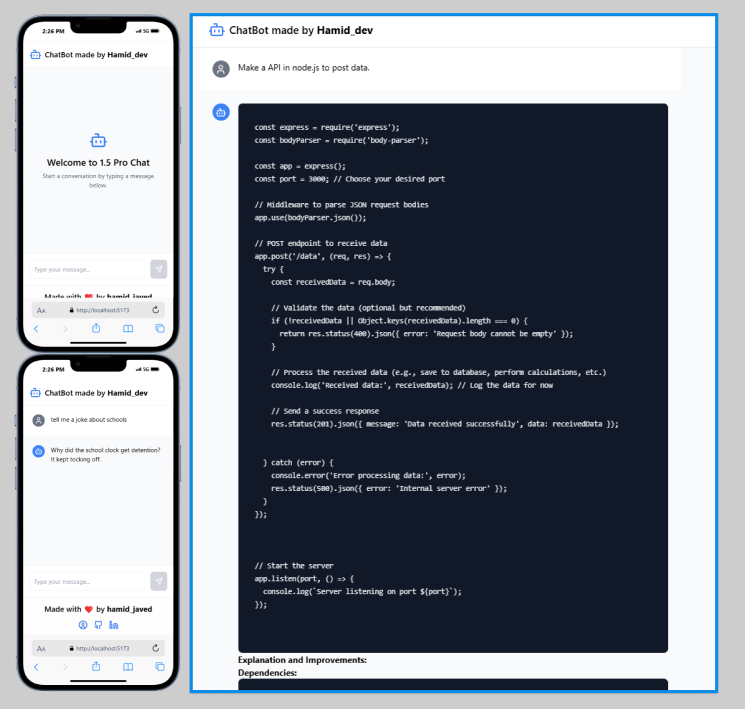 2:26 PM
5G
ChatBot made by Hamid_dev
Welcome to 1.5 Pro Chat
Start a conversation by typing a message
below.
Type your message...
Made with ❤️ by hamid_javed
AA
http://localhost:5173
2:26 PM
5G
ChatBot made by Hamid_dev
tell me a joke about schools
Why did the school clock get detention?
It kept tocking off.
Type your message...
Made with ❤️ by hamid_javed
AA
http://localhost:5173
ChatBot made by Hamid_dev
Make a API in node.js to post data.
const express = require('express');
const bodyParser = require('body-parser');
const app = express();
const port = 3000; // Choose your desired port
// Middleware to parse JSON request bodies
app.use(bodyParser.json());
// POST endpoint to receive data
app.post('/data', (req, res) => {
try {
const receivedData = req.body;
// Validate the data (optional but recommended)
if (!receivedData || Object.keys(receivedData).length === 0) {
return res.status(400).json({ error: 'Request body cannot be empty' });
}
// Process the received data (e.g., save to database, perform calculations, etc.)
console.log('Received data:', receivedData); // Log the data for now
// Send a success response
res.status(201).json({ message: 'Data received successfully', data: receivedData });
} catch (error) {
console.error('Error processing data:', error);
res.status(500).json({ error: 'Internal server error' });
}
});
// Start the server
app.listen(port, () => {
console.log(`Server listening on port ${port}`);
});
Explanation and Improvements:
Dependencies: